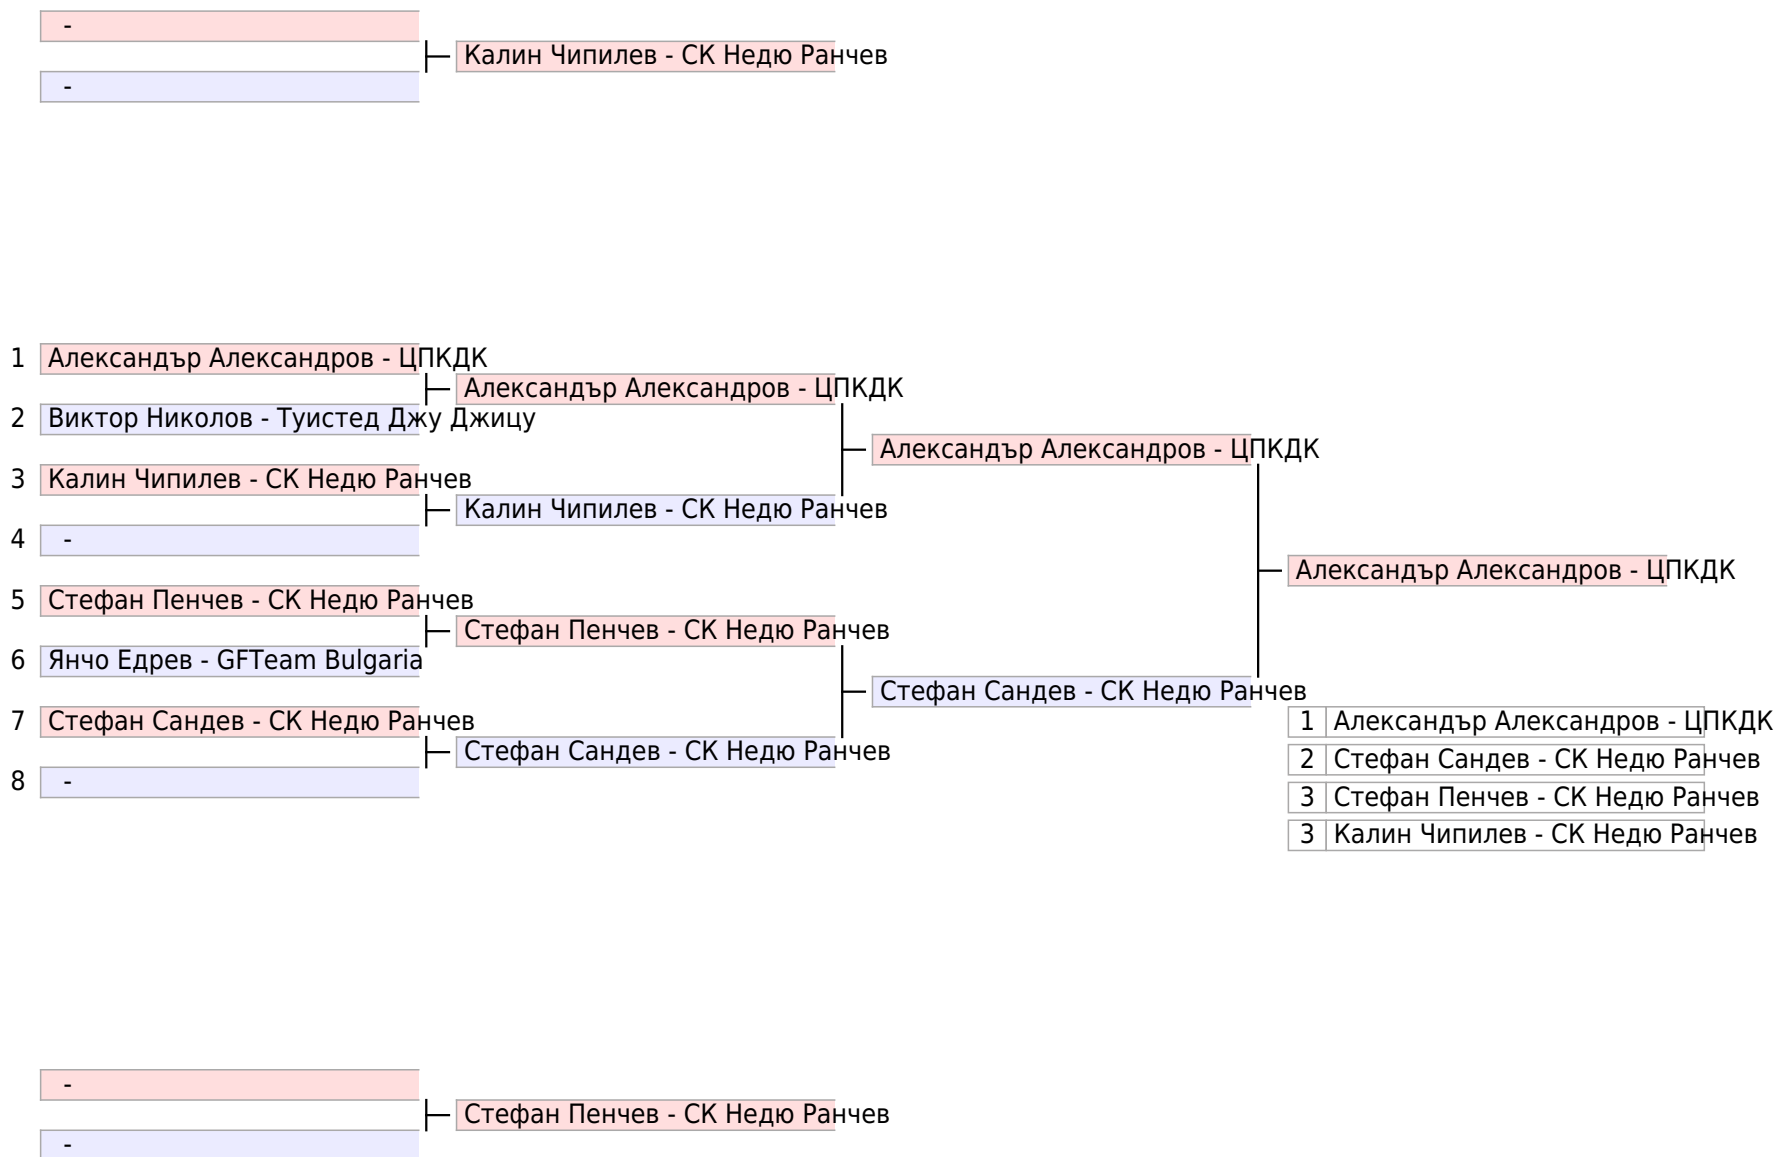 -
Калин Чипилев - СК Недю Ранчев
-
1 Александър Александров - ЦПКДК
Александър Александров - ЦПКДК
2 Виктор Николов - Туистед Джу Джицу
Александър Александров - ЦПКДК
3 Калин Чипилев - СК Недю Ранчев
Калин Чипилев - СК Недю Ранчев
4 -
Александър Александров - ЦПКДК
5 Стефан Пенчев - СК Недю Ранчев
Стефан Пенчев - СК Недю Ранчев
6 Янчо Едрев - GFTeam Bulgaria
Стефан Сандев - СК Недю Ранчев
7 Стефан Сандев - СК Недю Ранчев
Стефан Сандев - СК Недю Ранчев
8 -
1 Александър Александров - ЦПКДК
2 Стефан Сандев - СК Недю Ранчев
3 Стефан Пенчев - СК Недю Ранчев
3 Калин Чипилев - СК Недю Ранчев
-
Стефан Пенчев - СК Недю Ранчев
-